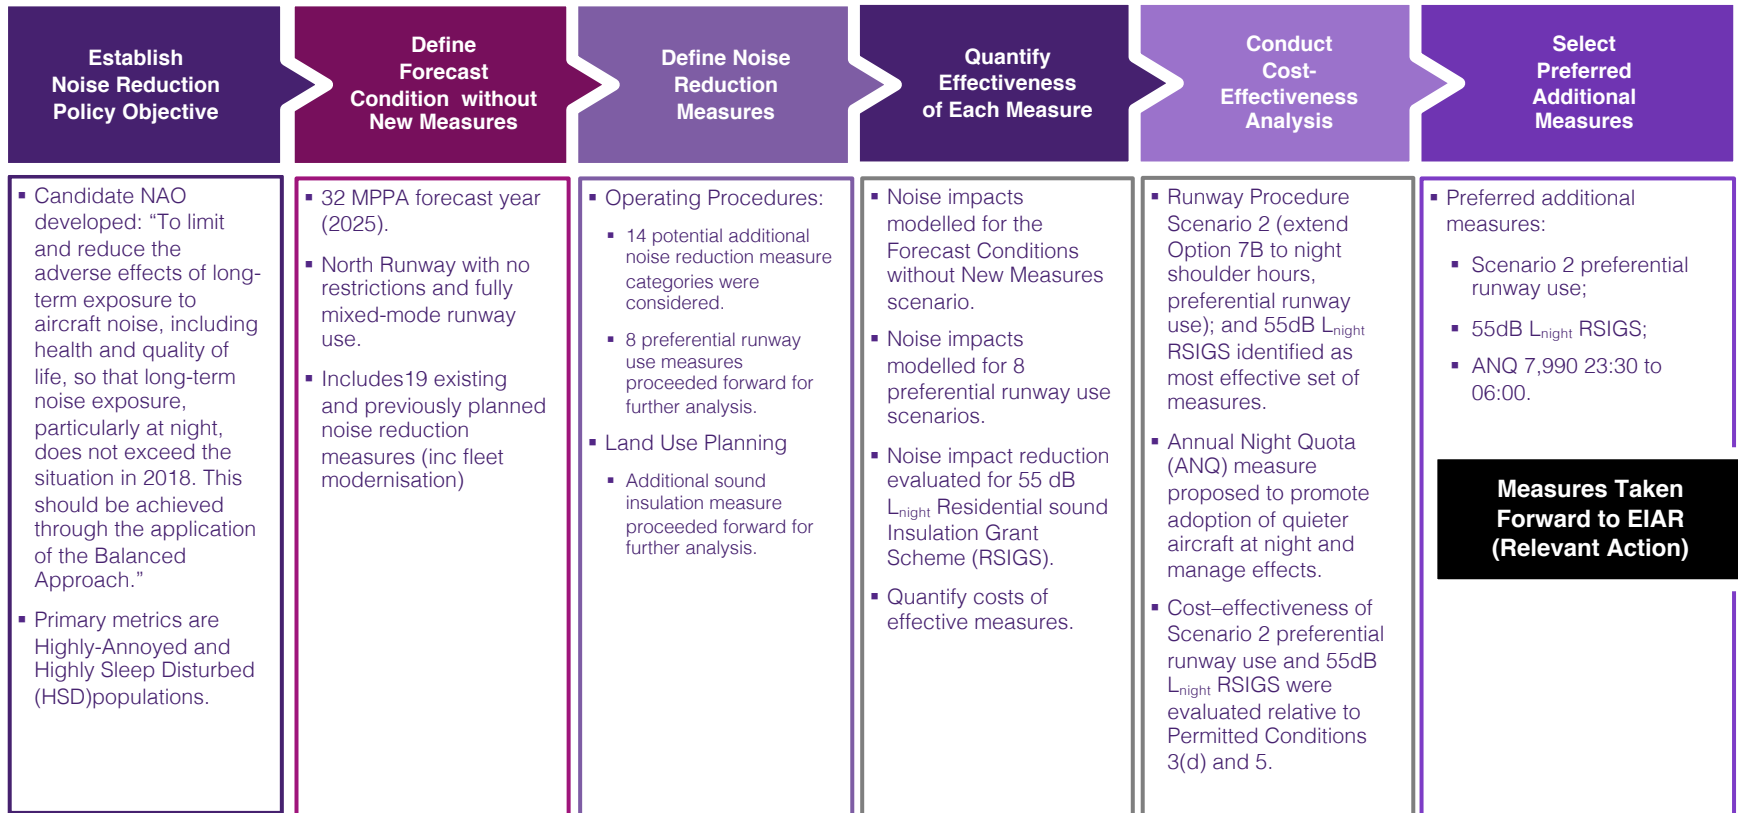 Establish
Noise Reduction
Policy Objective
Define
Forecast
Condition without
New Measures
Define Noise
Reduction
Measures
Quantify
Effectiveness
of Each Measure
Conduct
Cost-
Effectiveness
Analysis
Select
Preferred
Additional
Measures
▪ Candidate NAO
developed: “To limit
and reduce the
adverse effects of long-
term exposure to
aircraft noise, including
health and quality of
life, so that long-term
noise exposure,
particularly at night,
does not exceed the
situation in 2018. This
should be achieved
through the application
of the Balanced
Approach.”
▪ Primary metrics are
Highly-Annoyed and
Highly Sleep Disturbed
(HSD)populations.
▪ 32 MPPA forecast year
(2025).
▪ North Runway with no
restrictions and fully
mixed-mode runway
use.
▪ Includes19 existing
and previously planned
noise reduction
measures (inc fleet
modernisation)
▪ Operating Procedures:
▪ 14 potential additional
noise reduction measure
categories were
considered.
▪ 8 preferential runway
use measures
proceeded forward for
further analysis.
▪ Land Use Planning
▪ Additional sound
insulation measure
proceeded forward for
further analysis.
▪ Noise impacts
modelled for the
Forecast Conditions
without New Measures
scenario.
▪ Noise impacts
modelled for 8
preferential runway use
scenarios.
▪ Noise impact reduction
evaluated for 55 dB
Lnight Residential sound
Insulation Grant
Scheme (RSIGS).
▪ Quantify costs of
effective measures.
▪ Runway Procedure
Scenario 2 (extend
Option 7B to night
shoulder hours,
preferential runway
use); and 55dB Lnight
RSIGS identified as
most effective set of
measures.
▪ Annual Night Quota
(ANQ) measure
proposed to promote
adoption of quieter
aircraft at night and
manage effects.
▪ Cost–effectiveness of
Scenario 2 preferential
runway use and 55dB
Lnight RSIGS were
evaluated relative to
Permitted Conditions
3(d) and 5.
▪ Preferred additional
measures:
▪ Scenario 2 preferential
runway use;
▪ 55dB Lnight RSIGS;
▪ ANQ 7,990 23:30 to
06:00.
Measures Taken
Forward to EIAR
(Relevant Action)